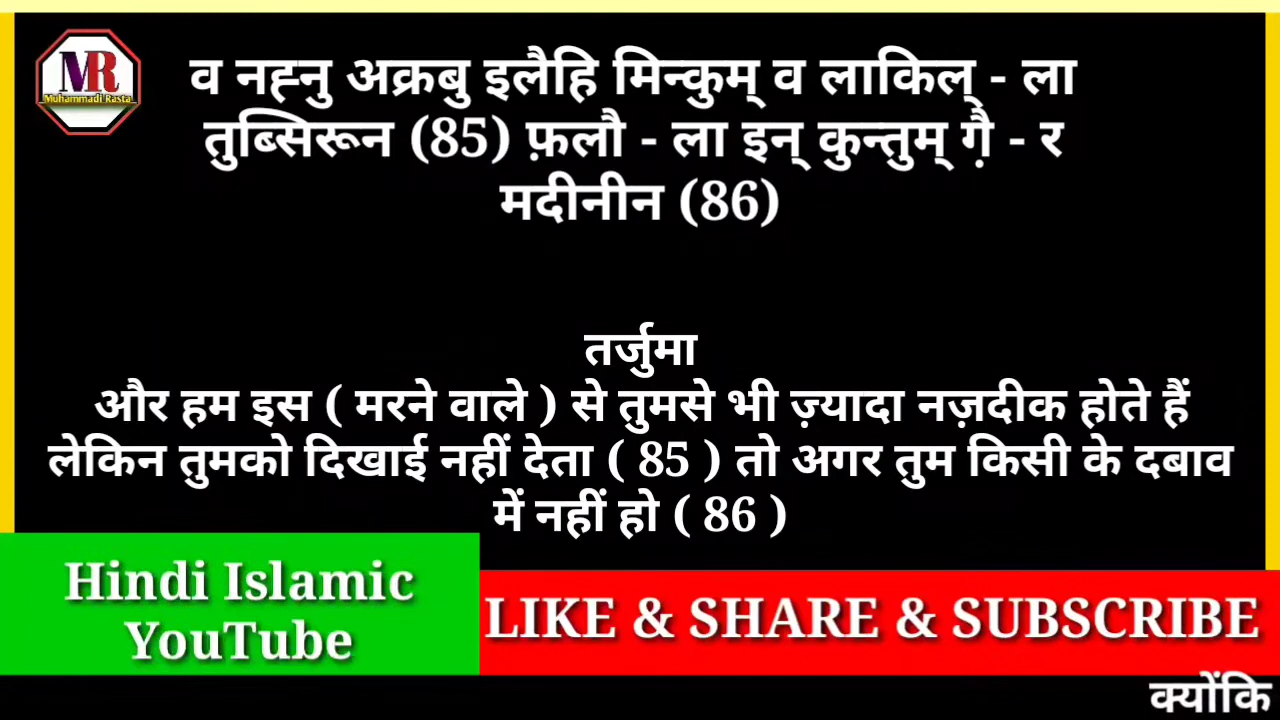 MR
Muhammadi Rasta
व नह्नु अक्रबु इलैहि मिन्कुम् व लाकिल् - ला
तुब्सिरून (85) फ़लौ - ला इन् कुन्तुम् ग़ै - र
मदीनीन (86)
तर्जुमा
और हम इस ( मरने वाले ) से तुमसे भी ज़्यादा नज़दीक होते हैं
लेकिन तुमको दिखाई नहीं देता ( 85 ) तो अगर तुम किसी के दबाव
में नहीं हो ( 86 )
Hindi Islamic
YouTube
LIKE & SHARE & SUBSCRIBE
क्योंकि